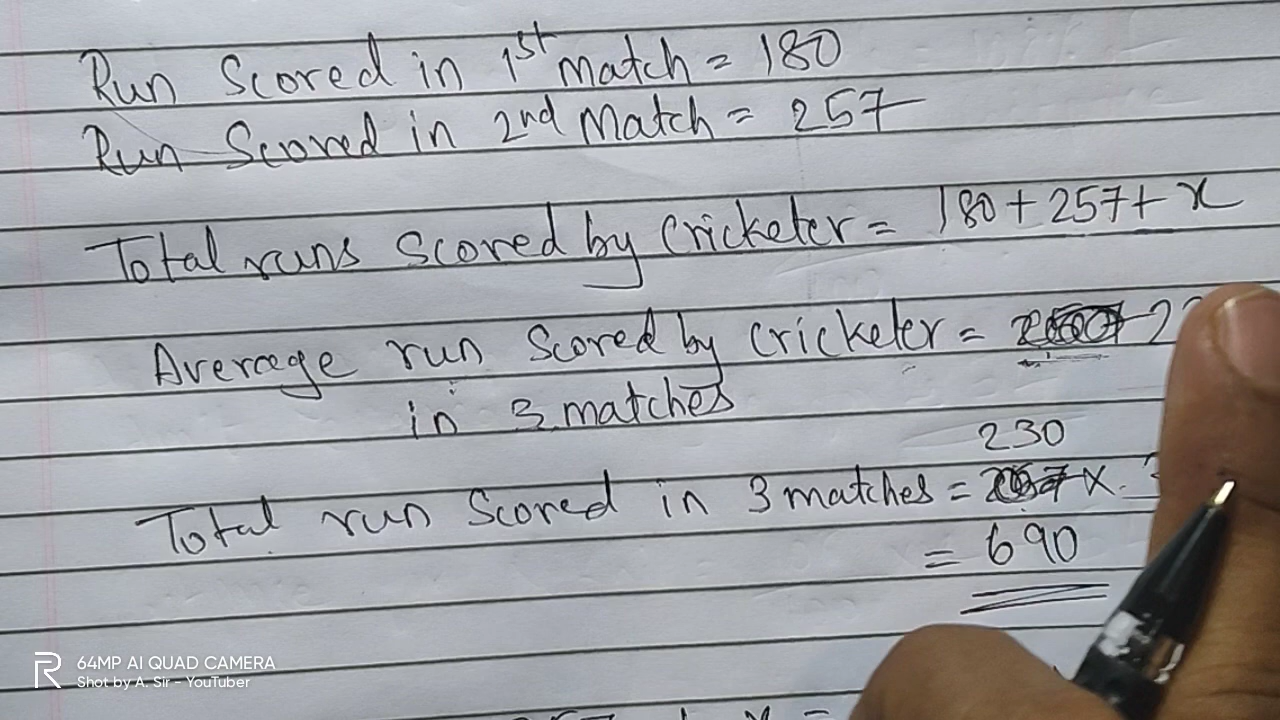 Run Scored in 1st match = 180
Run Scored in 2nd Match = 257
Total runs scored by cricketer = 180 + 257 + x
Average run scored by cricketer =
in 3 matches
230
Total run scored in 3 matches = x
= 690
x =
64MP AI QUAD CAMERA
Shot by A. Sir - YouTuber